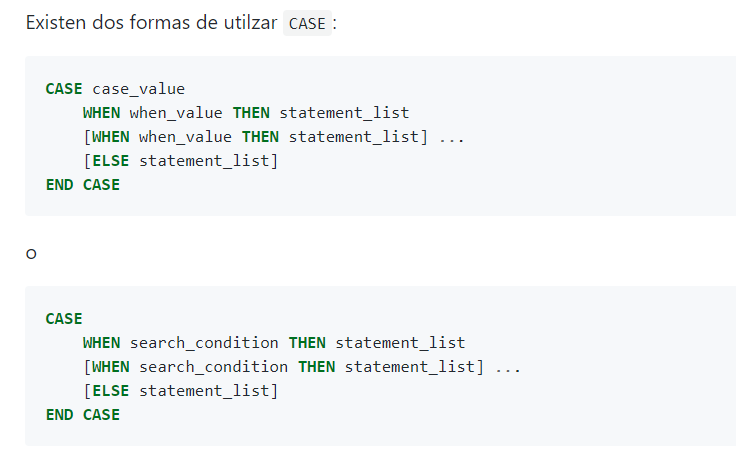 Existen dos formas de utilzar CASE:
CASE case_value
    WHEN when_value THEN statement_list
    [WHEN when_value THEN statement_list] ...
    [ELSE statement_list]
END CASE
o
CASE
    WHEN search_condition THEN statement_list
    [WHEN search_condition THEN statement_list] ...
    [ELSE statement_list]
END CASE